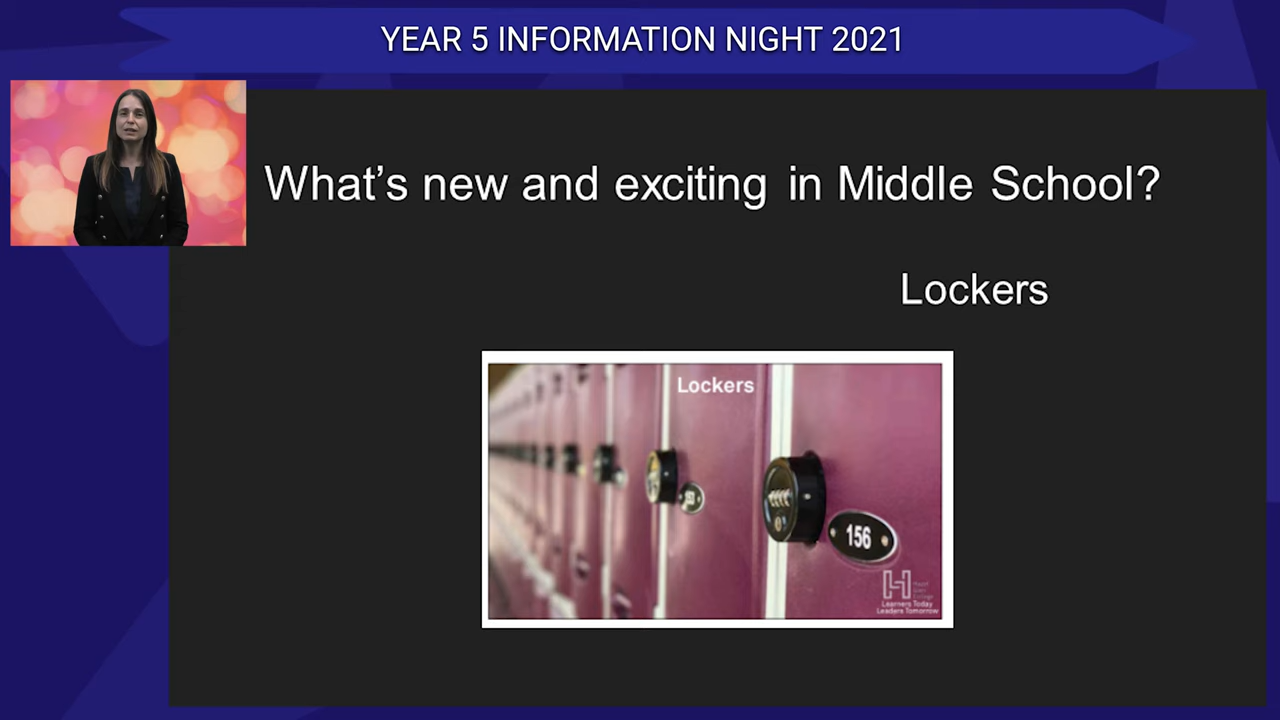 YEAR 5 INFORMATION NIGHT 2021
What's new and exciting in Middle School?
Lockers
Lockers
156
Learners Today
Leaders Tomorrow